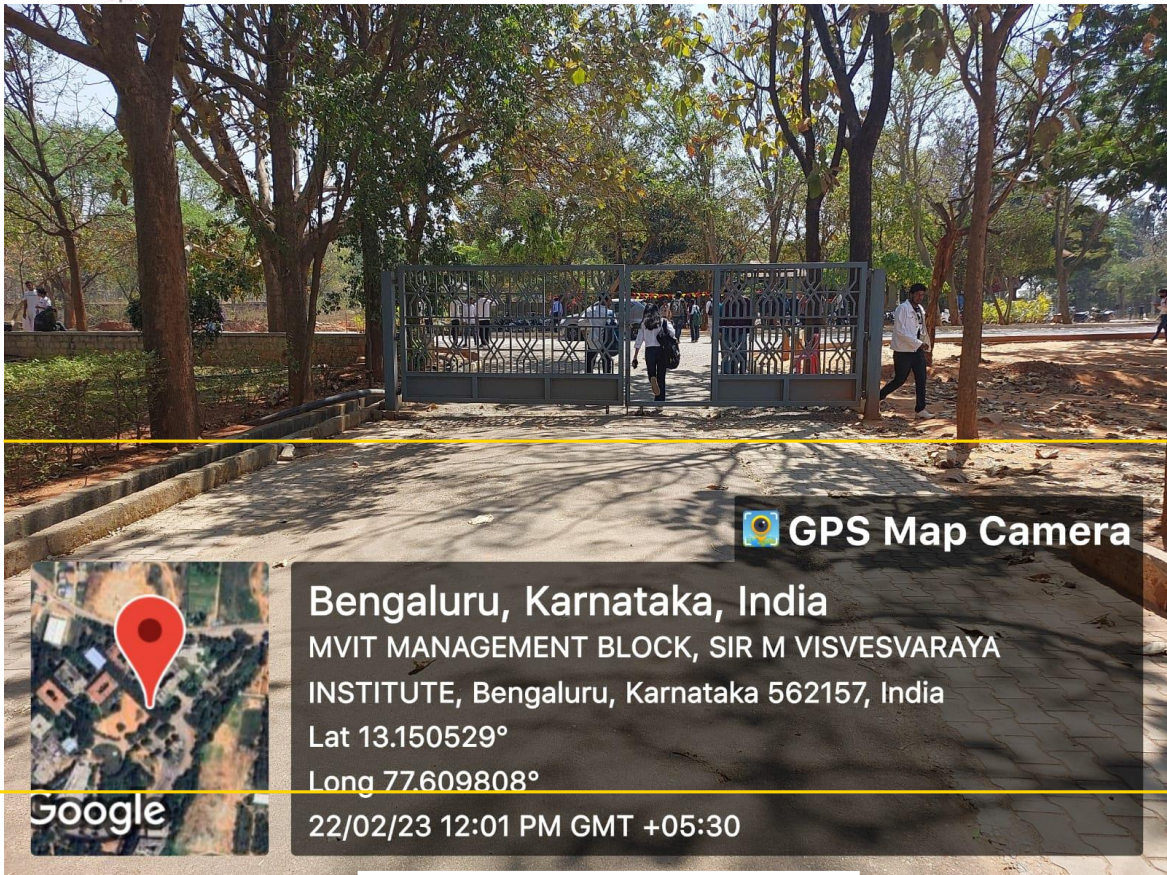 GPS Map Camera
Bengaluru, Karnataka, India
MVIT MANAGEMENT BLOCK, SIR M VISVESVARAYA
INSTITUTE, Bengaluru, Karnataka 562157, India
Lat 13.150529°
Long 77.609808°
Google
22/02/23 12:01 PM GMT +05:30